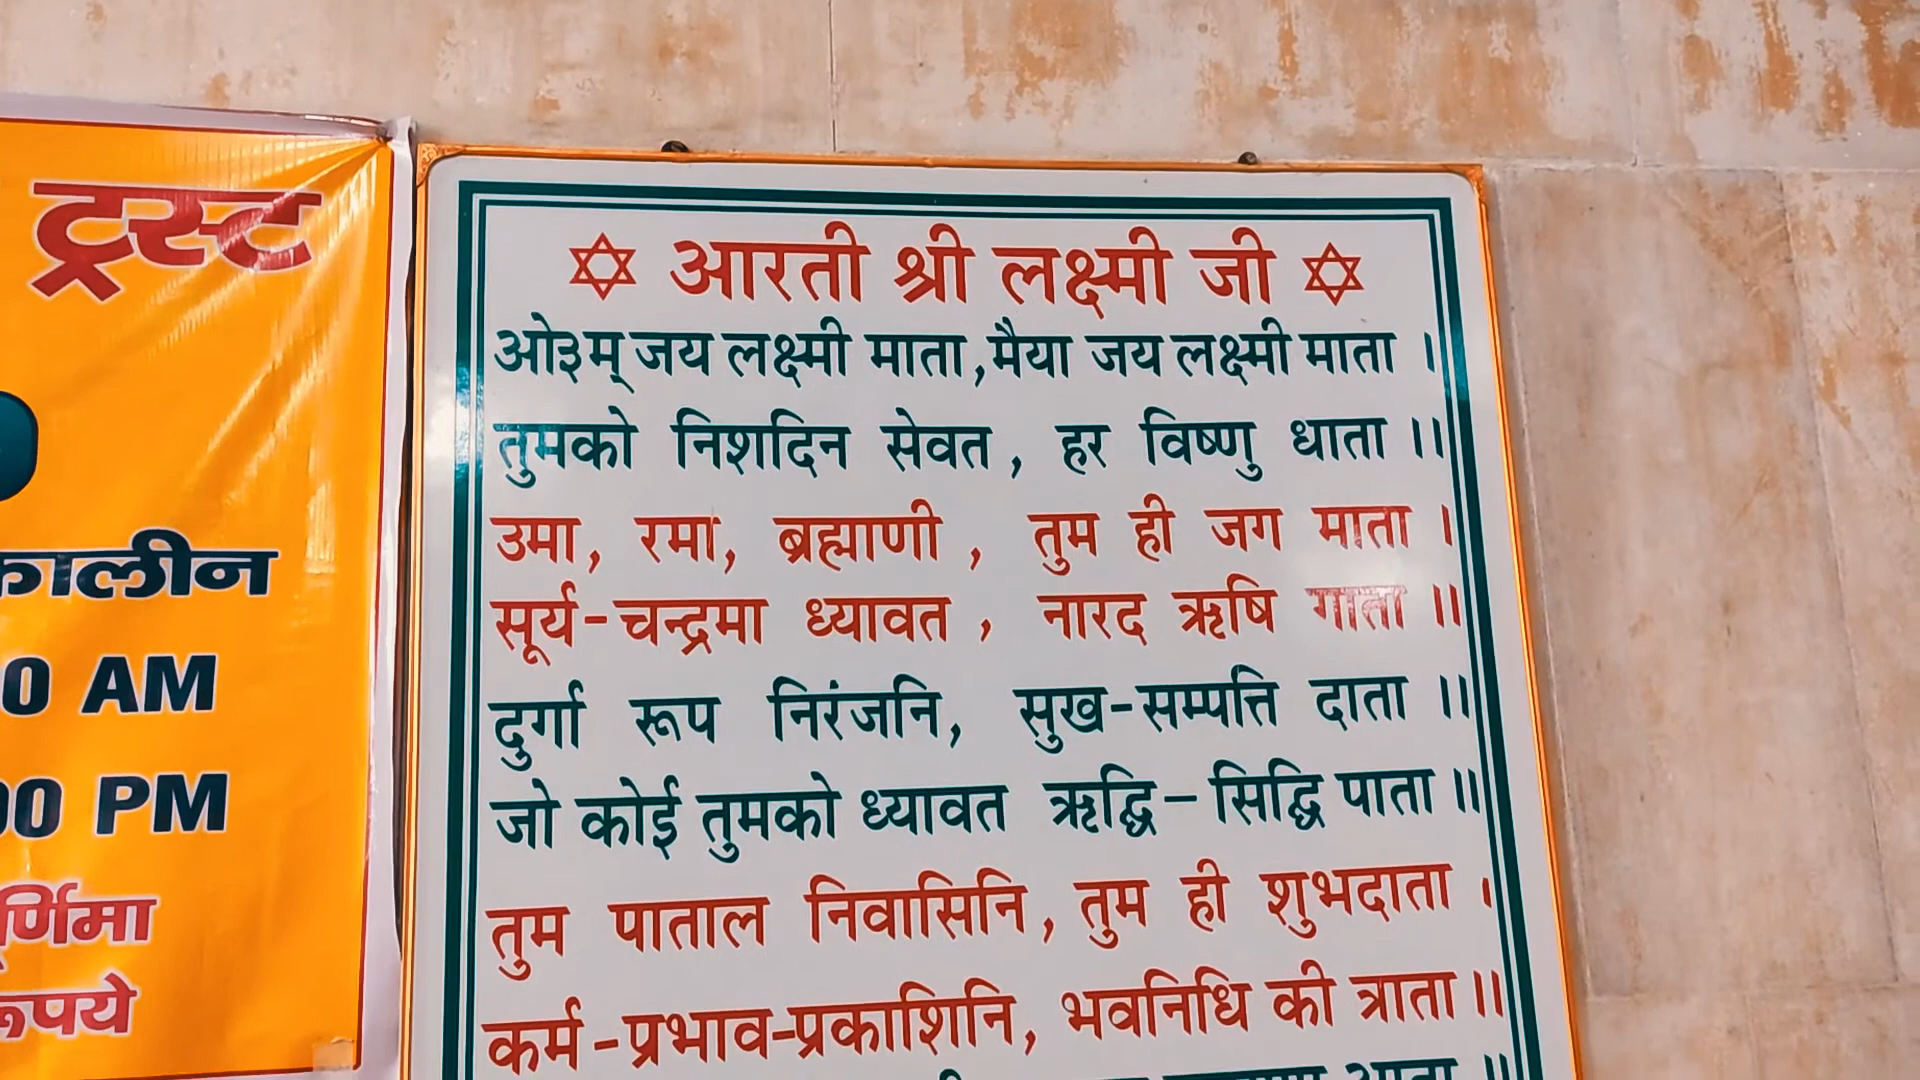 ट्रस्ट
कालीन
0 AM
00 PM
र्णिमा
रूपये
आरती श्री लक्ष्मी जी
ओ३म् जय लक्ष्मी माता,मैया जय लक्ष्मी माता ।
तुमको निशदिन सेवत, हर विष्णु धाता ।।
उमा, रमा, ब्रह्माणी, तुम ही जग माता ।
सूर्य-चन्द्रमा ध्यावत, नारद ऋषि गाता ।।
दुर्गा रूप निरंजनि, सुख-सम्पत्ति दाता ।।
जो कोई तुमको ध्यावत ऋद्धि-सिद्धि पाता ॥
तुम पाताल निवासिनि, तुम ही शुभदाता ।
कर्म-प्रभाव-प्रकाशिनि, भवनिधि की त्राता ।।